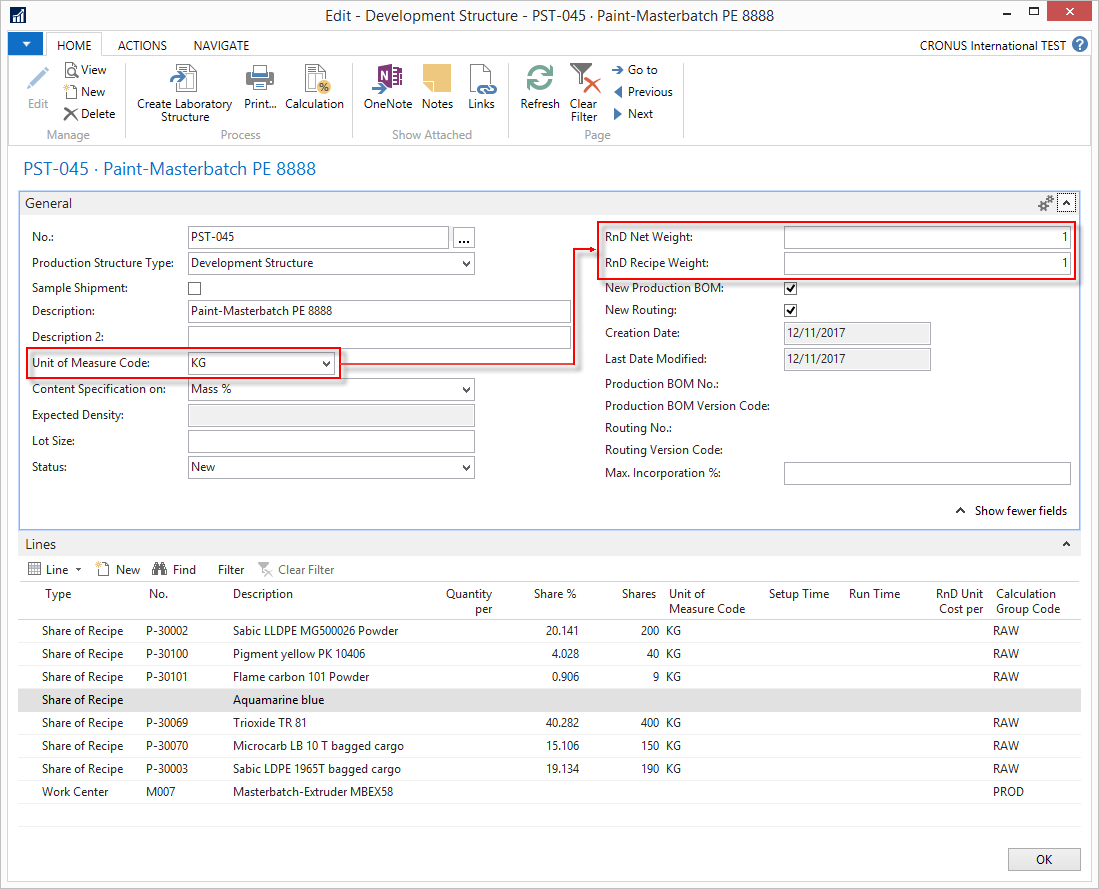 Edit - Development Structure - PST-045 · Paint-Masterbatch PE 8888
HOME ACTIONS NAVIGATE CRONUS International TEST ?
Edit
View
New
Delete
Manage
Create Laboratory
Structure
Print...
Calculation
Process
OneNote
Notes
Links
Show Attached
Refresh
Clear
Filter
Go to
Previous
Next
Page
PST-045 · Paint-Masterbatch PE 8888
General
No.: PST-045 ...
Production Structure Type: Development Structure
Sample Shipment:
Description: Paint-Masterbatch PE 8888
Description 2:
Unit of Measure Code: KG
Content Specification on: Mass %
Expected Density:
Lot Size:
Status: New
RnD Net Weight: 1
RnD Recipe Weight: 1
New Production BOM:
New Routing:
Creation Date: 12/11/2017
Last Date Modified: 12/11/2017
Production BOM No.:
Production BOM Version Code:
Routing No.:
Routing Version Code:
Max. Incorporation %:
Show fewer fields
Lines
Line New Find Filter Clear Filter
Type No. Description Quantity per Share % Shares Unit of Measure Code Setup Time Run Time RnD Unit Cost per Calculation Group Code
Share of Recipe P-30002 Sabic LLDPE MG500026 Powder 20.141 200 KG RAW
Share of Recipe P-30100 Pigment yellow PK 10406 4.028 40 KG RAW
Share of Recipe P-30101 Flame carbon 101 Powder 0.906 9 KG RAW
Share of Recipe Aquamarine blue
Share of Recipe P-30069 Trioxide TR 81 40.282 400 KG RAW
Share of Recipe P-30070 Microcarb LB 10 T bagged cargo 15.106 150 KG RAW
Share of Recipe P-30003 Sabic LDPE 1965T bagged cargo 19.134 190 KG RAW
Work Center M007 Masterbatch-Extruder MBEX58 PROD
OK